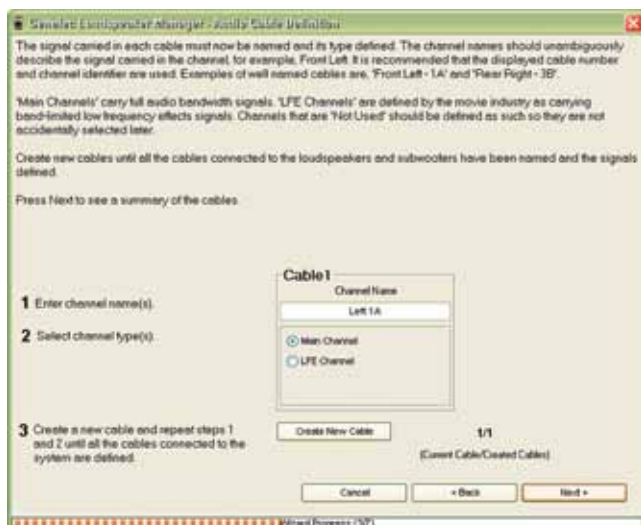 Genelec Loudspeaker Manager - Audio Cable Definition
The signal carried in each cable must now be named and its type defined. The channel names should unambiguously
describe the signal carried in the channel, for example, Front Left. It is recommended that the displayed cable number
and channel identifier are used. Examples of well named cables are, 'Front Left - 1A' and 'Rear Right - 3B'.
'Main Channels' carry full audio bandwidth signals. 'LFE Channels' are defined by the movie industry as carrying
band-limited low frequency effects signals. Channels that are 'Not Used' should be defined as such so they are not
accidentally selected later.
Create new cables until all the cables connected to the loudspeakers and subwoofers have been named and the signals
defined.
Press Next to see a summary of the cables.
Cable1
Channel Name
1 Enter channel name(s).
Left 1A
2 Select channel type(s).
Main Channel
LFE Channel
3 Create a new cable and repeat steps 1
and 2 until all the cables connected to the
system are defined.
Create New Cable
1/1
(Current Cable/Created Cables)
Cancel
< Back
Next >
Wizard Progress (3/7)